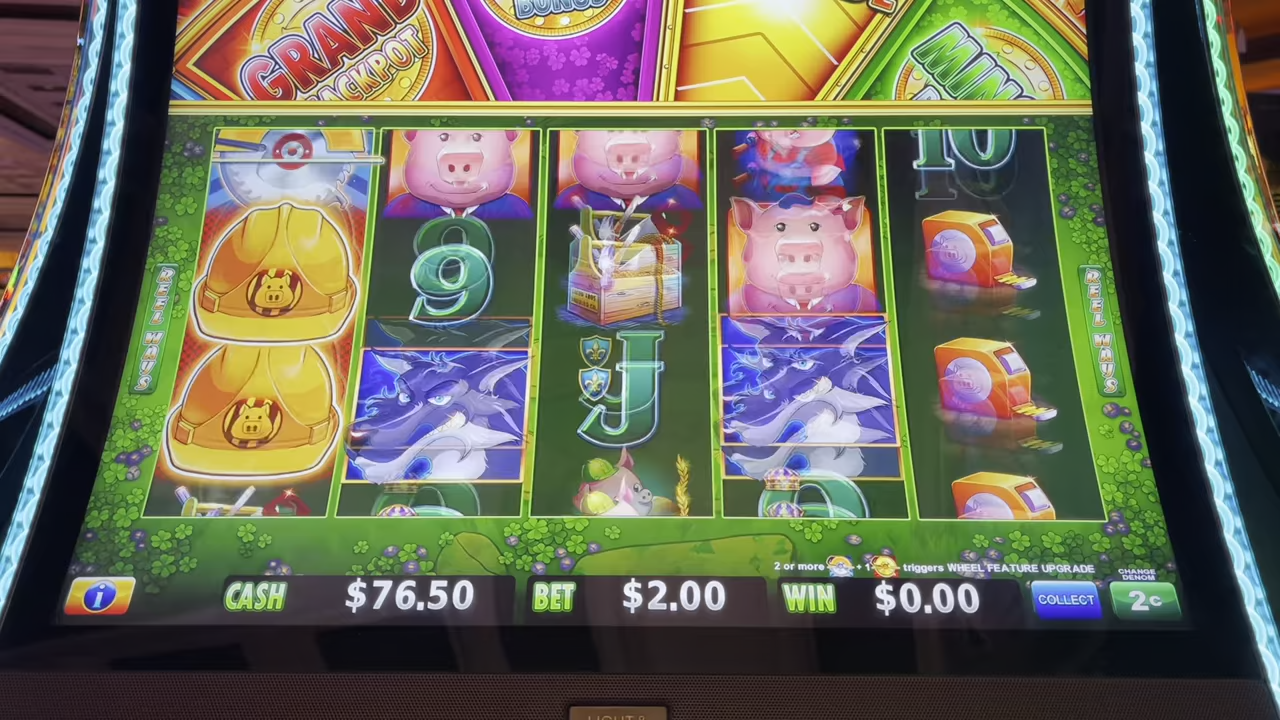 GRAND
JACKPOT
BONUS
MINI
10
9
J
REEL WAYS
REEL WAYS
2 or more + 1 triggers WHEEL FEATURE UPGRADE
CHANGE
DENOM
CASH $76.50 BET $2.00 WIN $0.00 COLLECT 2¢